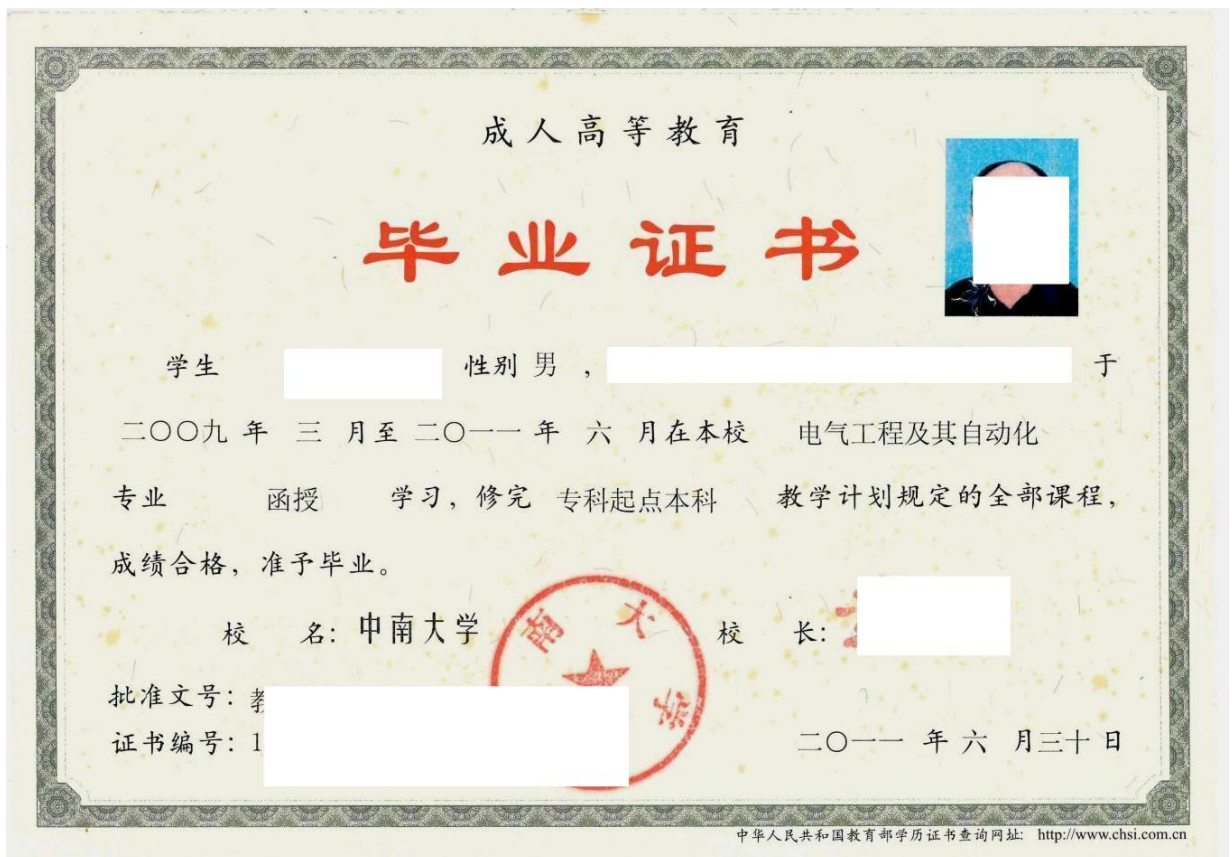 成人高等教育
毕业证书
学生 性别 男 , 于
二〇〇九 年 三 月至 二〇一一 年 六 月在本校 电气工程及其自动化
专业 函授 学习, 修完 专科起点本科 教学计划规定的全部课程,
成绩合格, 准予毕业。
校 名: 中南大学 校 长:
南大学
批准文号: 教
证书编号: 1
二〇一一 年 六 月三十 日
中华人民共和国教育部学历证书查询网址: http://www.chsi.com.cn